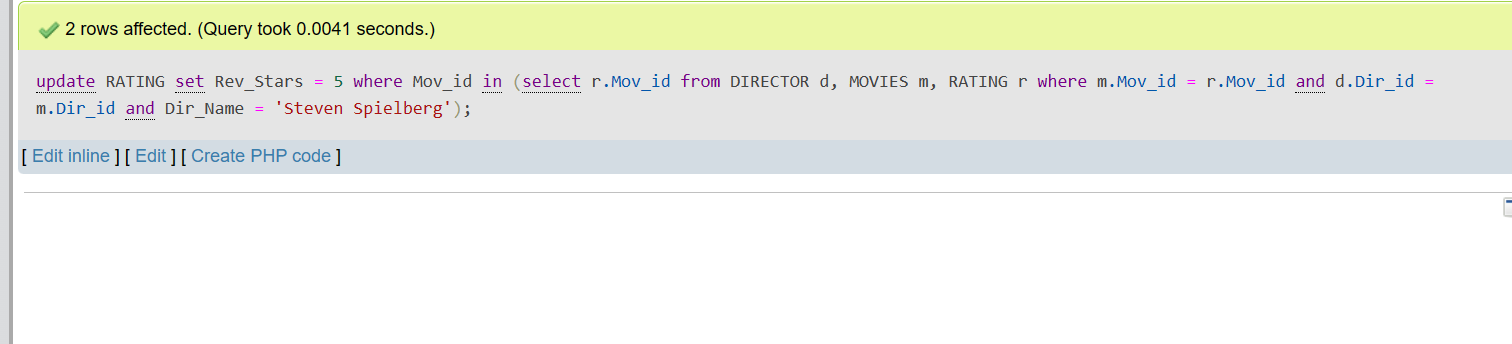 2 rows affected. (Query took 0.0041 seconds.)
update RATING set Rev_Stars = 5 where Mov_id in (select r.Mov_id from DIRECTOR d, MOVIES m, RATING r where m.Mov_id = r.Mov_id and d.Dir_id =
m.Dir_id and Dir_Name = 'Steven Spielberg');
[ Edit inline ] [ Edit ] [ Create PHP code ]